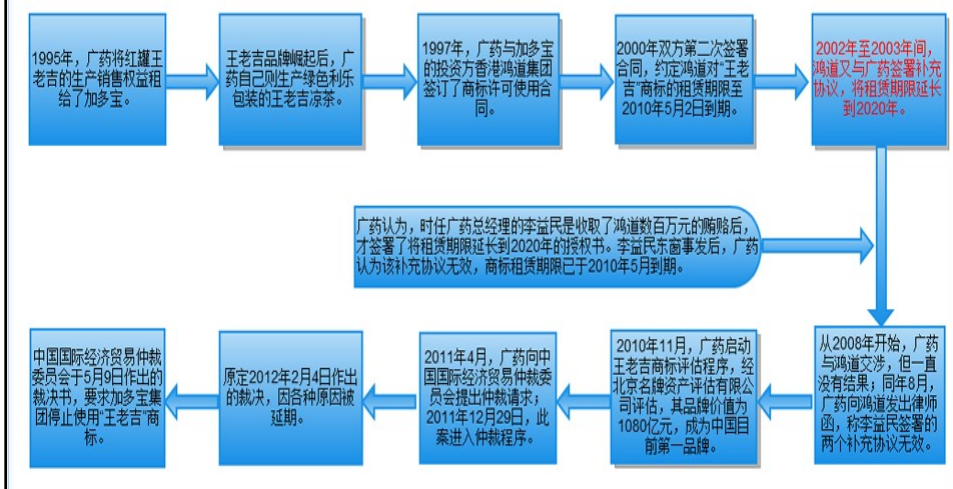 1995年，广药将红罐王
老吉的生产销售权益租
给了加多宝。
王老吉品牌崛起后，广
药自己则生产绿色利乐
包装的王老吉凉茶。
1997年，广药与加多宝
的投资方香港鸿道集团
签订了商标许可使用合
同。
2000年双方第二次签署
合同，约定鸿道对“王老
吉”商标的租赁期限至
2010年5月2日到期。
2002年至2003年间，
鸿道又与广药签署补充
协议，将租赁期限延长
到2020年。
广药认为，时任广药总经理的李益民是收取了鸿道数百万元的贿赂后，
才签署了将租赁期限延长到2020年的授权书。李益民东窗事发后，广药
认为该补充协议无效，商标租赁期限已于2010年5月到期。
从2008年开始，广药
与鸿道交涉，但一直
没有结果；同年8月，
广药向鸿道发出律师
函，称李益民签署的
两个补充协议无效。
2010年11月，广药启动
王老吉商标评估程序，经
北京名牌资产评估有限公
司评估，其品牌价值为
1080亿元，成为中国目
前第一品牌。
2011年4月，广药向中
国国际经济贸易仲裁委
员会提出仲裁请求；
2011年12月29日，此
案进入仲裁程序。
原定2012年2月4日作出
的裁决，因各种原因被
延期。
中国国际经济贸易仲裁
委员会于5月9日作出的
裁决书，要求加多宝集
团停止使用“王老吉”商
标。